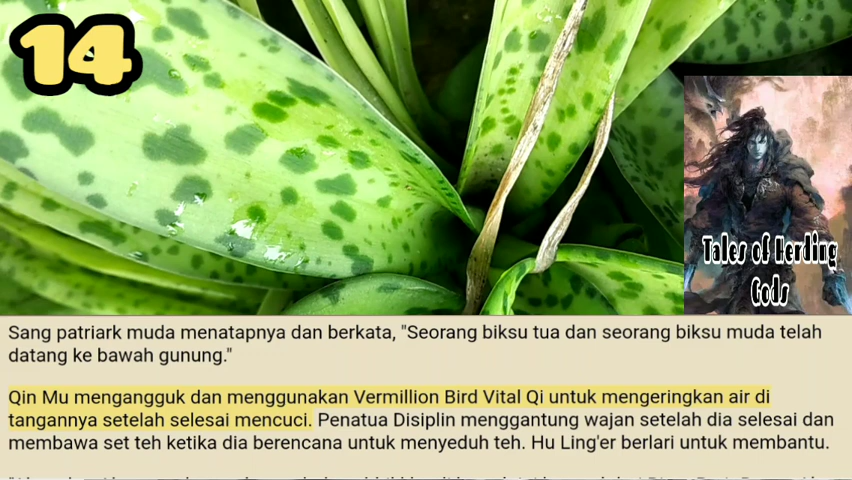 14
Tales of Herding
Gods
Sang patriark muda menatapnya dan berkata, "Seorang biksu tua dan seorang biksu muda telah
datang ke bawah gunung."
Qin Mu mengangguk dan menggunakan Vermillion Bird Vital Qi untuk mengeringkan air di
tangannya setelah selesai mencuci. Penatua Disiplin menggantung wajan setelah dia selesai dan
membawa set teh ketika dia berencana untuk menyeduh teh. Hu Ling'er berlari untuk membantu.